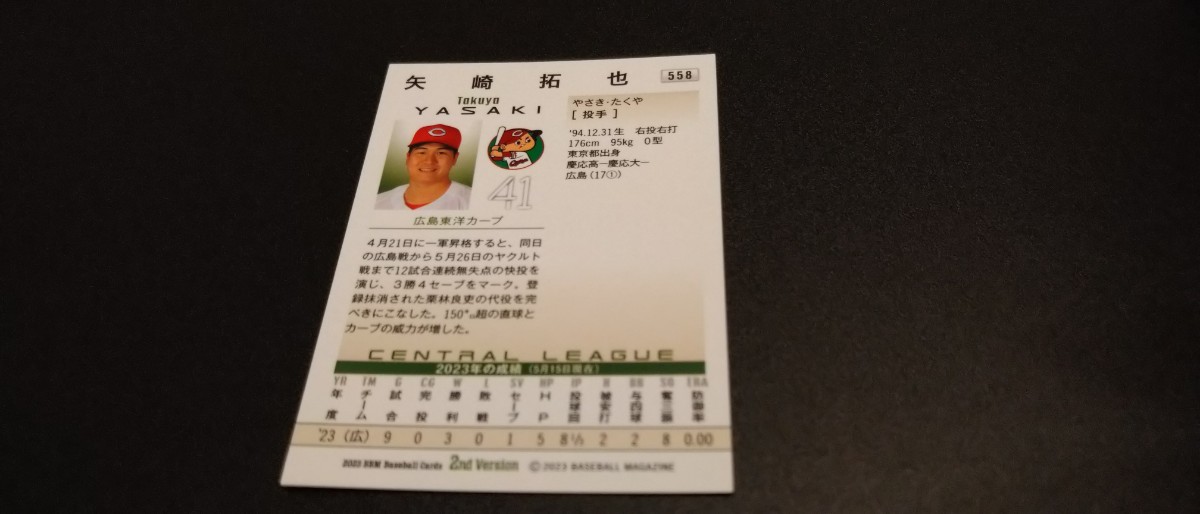 矢崎拓也
558
Takuya
YASAKI
やさき・たくや
[ 投手 ]
'94.12.31生 右投右打
176cm 95kg O型
東京都出身
慶応高ー慶応大ー
広島(17①)
C
Carp
41
広島東洋カープ
4月21日に一軍昇格すると、同日
の広島戦から5月26日のヤクルト
戦まで12試合連続無失点の快投を
演じ、3勝4セーブをマーク。登
録抹消された栗林良吏の代役を完
ぺきにこなした。150㌔超の直球と
カーブの威力が増した。
CENTRAL LEAGUE
2023年の成績(5月15日現在)
YR TM G CG W L SV HP IP H BB SO ERA
年度 チーム 試合 完投 勝利 敗戦 セーブ HP 投球回 被安打 与四球 奪三振 防御率
'23 (広) 9 0 3 0 1 5 8⅓ 2 2 8 0.00
2023 BBM Baseball Cards 2nd Version ©2023 BASEBALL MAGAZINE